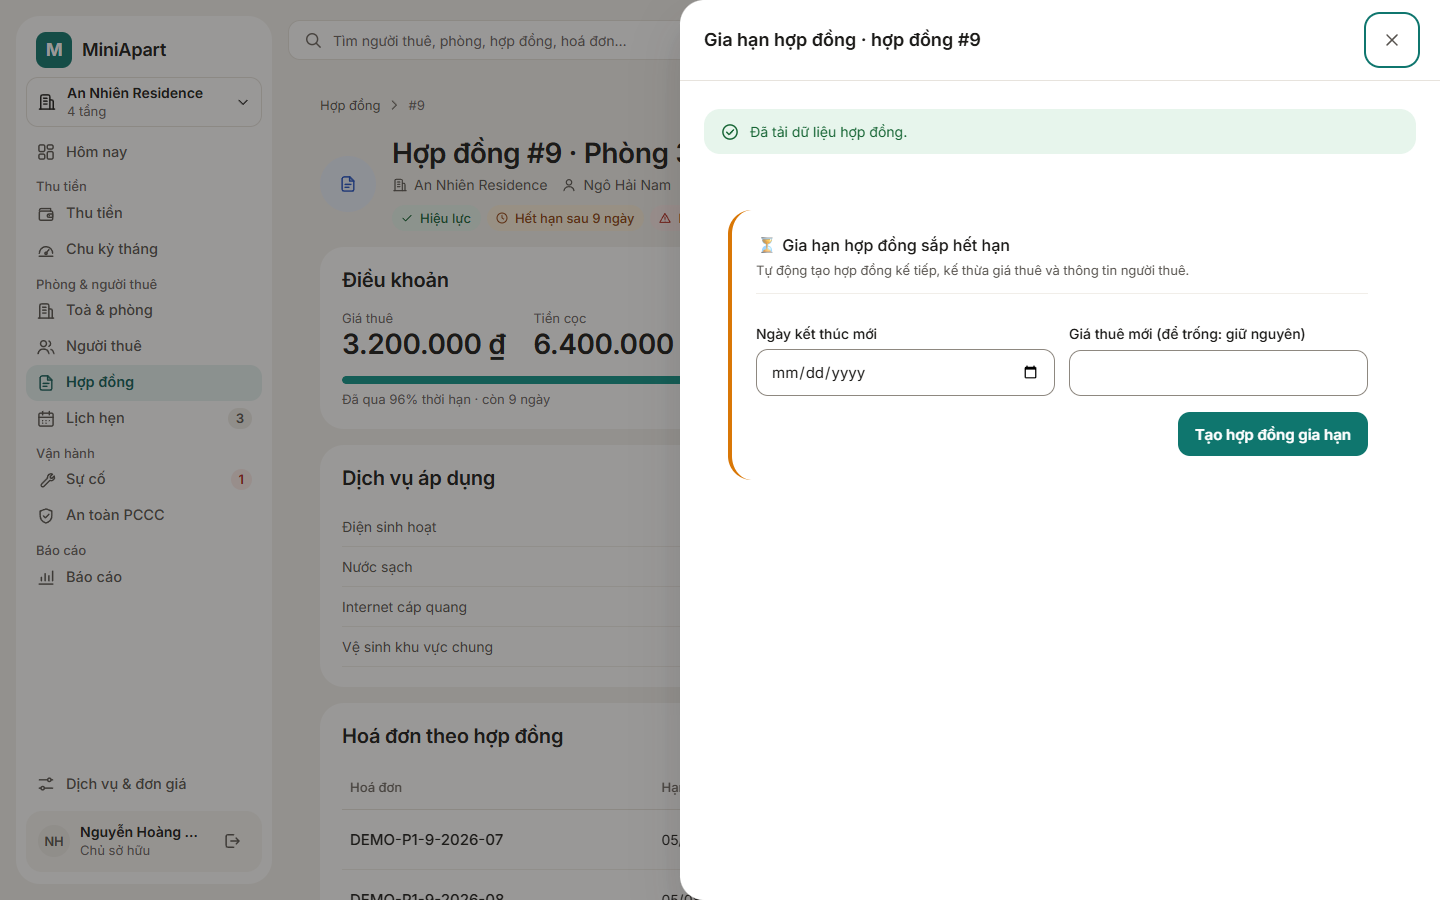 M MiniApart
An Nhiên Residence
4 tầng
Hôm nay
Thu tiền
Thu tiền
Chu kỳ tháng
Phòng & người thuê
Toà & phòng
Người thuê
Hợp đồng
Lịch hẹn 3
Vận hành
Sự cố 1
An toàn PCCC
Báo cáo
Báo cáo
Dịch vụ & đơn giá
NH Nguyễn Hoàng ...
Chủ sở hữu
Tìm người thuê, phòng, hợp đồng, hoá đơn...
Hợp đồng > #9
Hợp đồng #9 · Phòng
An Nhiên Residence Ngô Hải Nam
Hiệu lực Hết hạn sau 9 ngày
Điều khoản
Giá thuê Tiền cọc
3.200.000 ₫ 6.400.000
Đã qua 96% thời hạn · còn 9 ngày
Dịch vụ áp dụng
Điện sinh hoạt
Nước sạch
Internet cáp quang
Vệ sinh khu vực chung
Hoá đơn theo hợp đồng
Hoá đơn
DEMO-P1-9-2026-07 05/
DEMO-P1-9-2026-08
Gia hạn hợp đồng · hợp đồng #9
Đã tải dữ liệu hợp đồng.
⏳ Gia hạn hợp đồng sắp hết hạn
Tự động tạo hợp đồng kế tiếp, kế thừa giá thuê và thông tin người thuê.
Ngày kết thúc mới Giá thuê mới (để trống: giữ nguyên)
mm/dd/yyyy
Tạo hợp đồng gia hạn